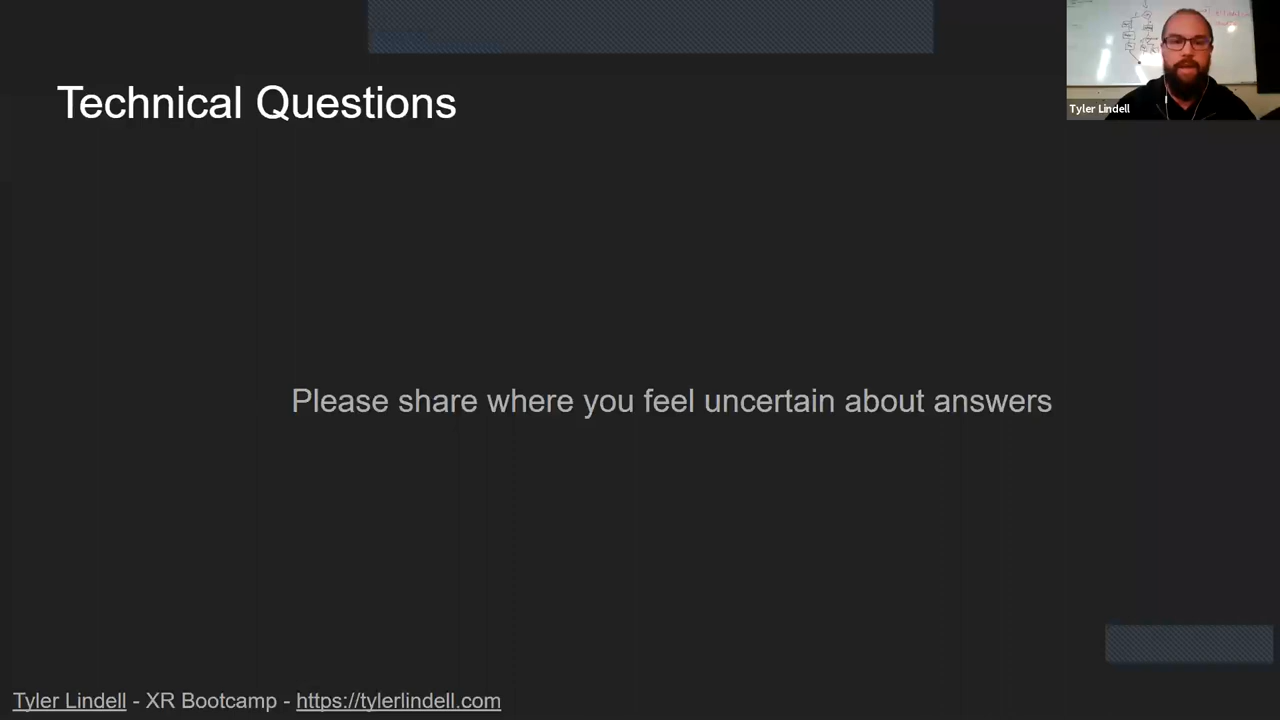 Technical Questions
Tyler Lindell
Please share where you feel uncertain about answers
Tyler Lindell - XR Bootcamp - https://tylerlindell.com